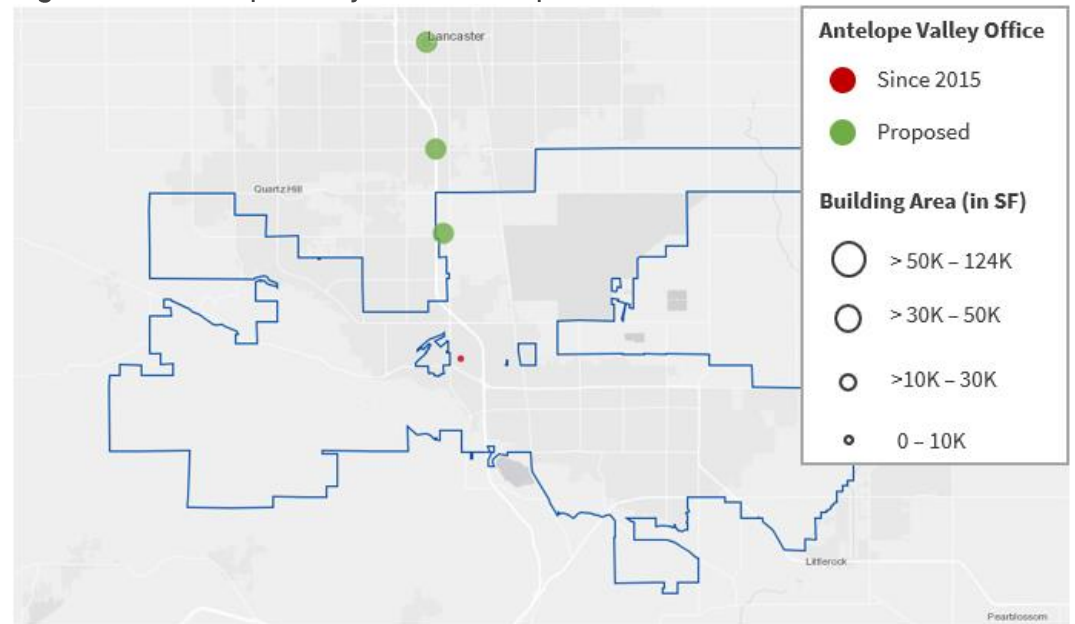 Lancaster
Quartz Hill
Littlerock
Pearblossom
Antelope Valley Office
Since 2015
Proposed
Building Area (in SF)
> 50K – 124K
> 30K – 50K
>10K – 30K
0 – 10K